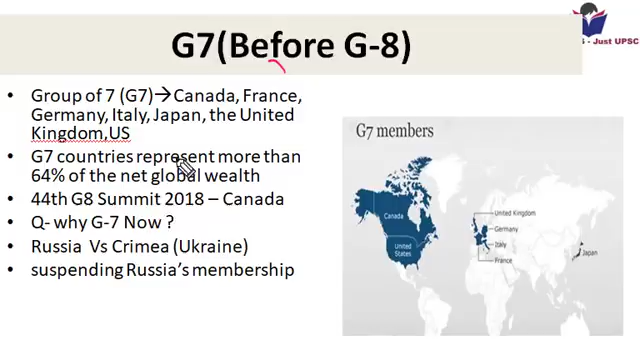 G7(Before G-8)
- Just UPSC
• Group of 7 (G7)→Canada, France,
Germany, Italy, Japan, the United
Kingdom,US
• G7 countries represent more than
64% of the net global wealth
• 44th G8 Summit 2018 – Canada
• Q- why G-7 Now ?
• Russia Vs Crimea (Ukraine)
• suspending Russia's membership
G7 members
Canada
United
States
United Kingdom
Germany
Italy
France
Japan